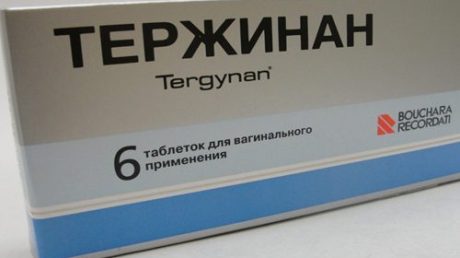 ТЕРЖИНАН
Tergynan®
6 таблеток для вагинального
применения
BOUCHARA
RECORDATI